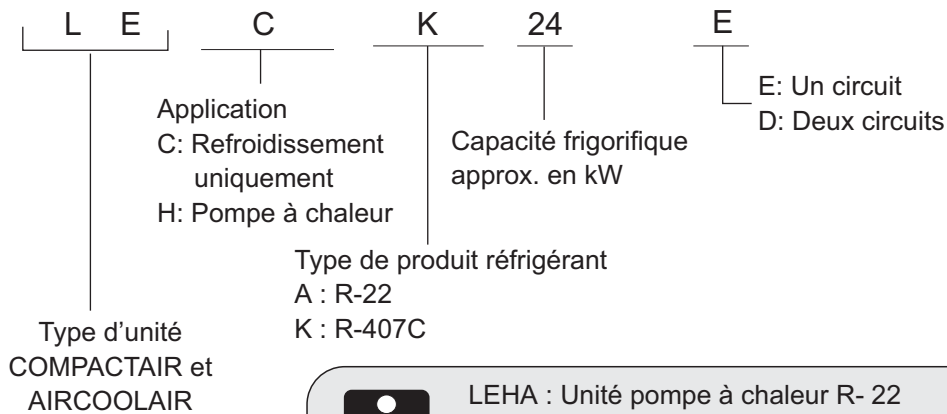 L E C K 24 E
E: Un circuit
D: Deux circuits
Application
C: Refroidissement
uniquement
H: Pompe à chaleur
Capacité frigorifique
approx. en kW
Type de produit réfrigérant
A : R-22
K : R-407C
Type d’unité
COMPACTAIR et
AIRCOOLAIR
LEHA : Unité pompe à chaleur R- 22